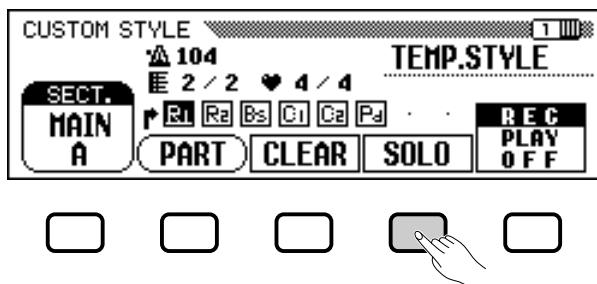 CUSTOM STYLE 1
104 TEMP.STYLE
2/2 4/4
SECT. MAIN A
R1 R2 Bs C1 C2 Pd
PART CLEAR SOLO
REC
PLAY
OFF